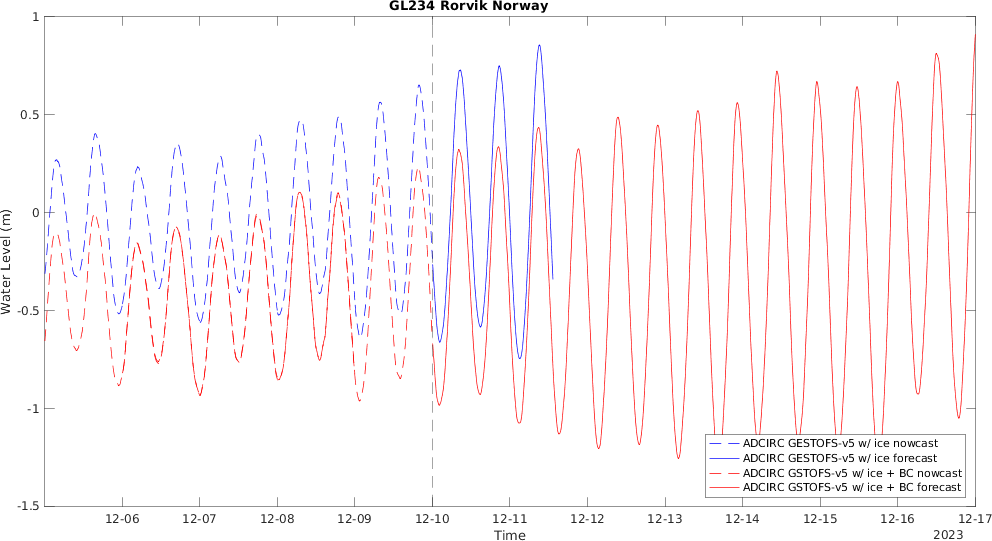 GL234 Rorvik Norway
1
0.5
0
-0.5
-1
-1.5
Water Level (m)
ADCIRC GESTOFS-v5 w/ ice nowcast
ADCIRC GESTOFS-v5 w/ ice forecast
ADCIRC GSTOFS-v5 w/ ice + BC nowcast
ADCIRC GSTOFS-v5 w/ ice + BC forecast
12-06 12-07 12-08 12-09 12-10 12-11 12-12 12-13 12-14 12-15 12-16 12-17
Time
2023